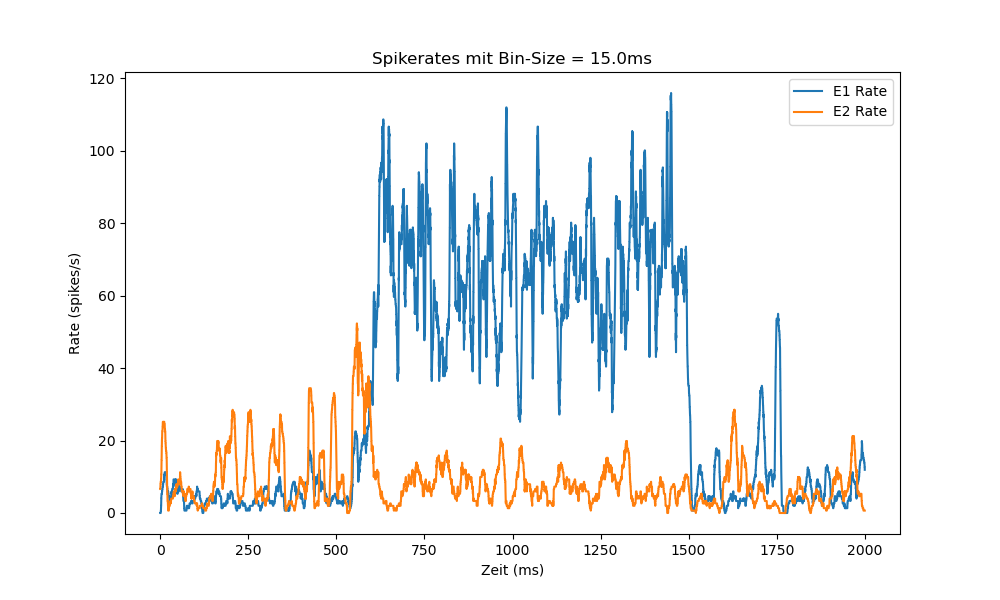 Spikerates mit Bin-Size = 15.0ms
E1 Rate
E2 Rate
Rate (spikes/s)
120
100
80
60
40
20
0
0 250 500 750 1000 1250 1500 1750 2000
Zeit (ms)